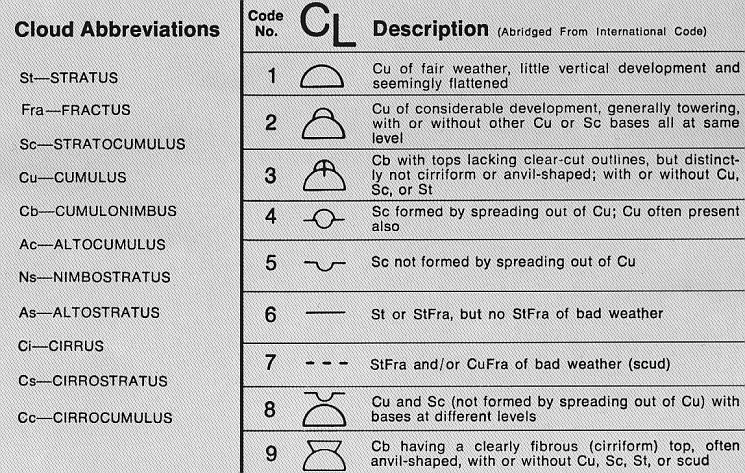 Cloud Abbreviations
St—STRATUS
Fra—FRACTUS
Sc—STRATOCUMULUS
Cu—CUMULUS
Cb—CUMULONIMBUS
Ac—ALTOCUMULUS
Ns—NIMBOSTRATUS
As—ALTOSTRATUS
Ci—CIRRUS
Cs—CIRROSTRATUS
Cc—CIRROCUMULUS
Code
No.
CL
Description (Abridged From International Code)
1
Cu of fair weather, little vertical development and
seemingly flattened
2
Cu of considerable development, generally towering,
with or without other Cu or Sc bases all at same
level
3
Cb with tops lacking clear-cut outlines, but distinct-
ly not cirriform or anvil-shaped; with or without Cu,
Sc, or St
4
Sc formed by spreading out of Cu; Cu often present
also
5
Sc not formed by spreading out of Cu
6
St or StFra, but no StFra of bad weather
7
StFra and/or CuFra of bad weather (scud)
8
Cu and Sc (not formed by spreading out of Cu) with
bases at different levels
9
Cb having a clearly fibrous (cirriform) top, often
anvil-shaped, with or without Cu, Sc, St, or scud